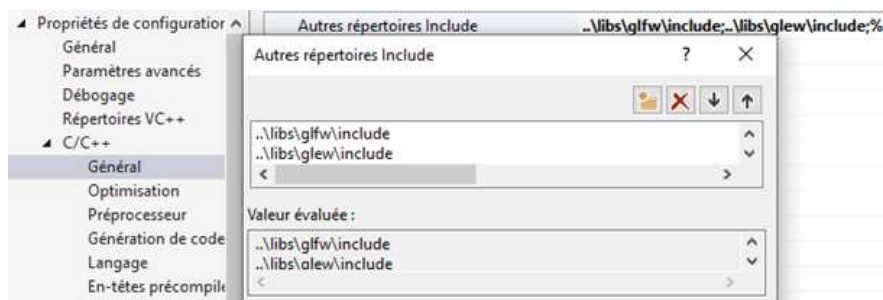 Propriétés de configuration
Général
Paramètres avancés
Débogage
Répertoires VC++
C/C++
Général
Optimisation
Préprocesseur
Génération de code
Langage
En-têtes précompilé
Autres répertoires Include ..\libs\glfw\include;..\libs\glew\include;%
Autres répertoires Include ?
..\libs\glfw\include
..\libs\glew\include
Valeur évaluée :
..\libs\glfw\include
..\libs\glew\include